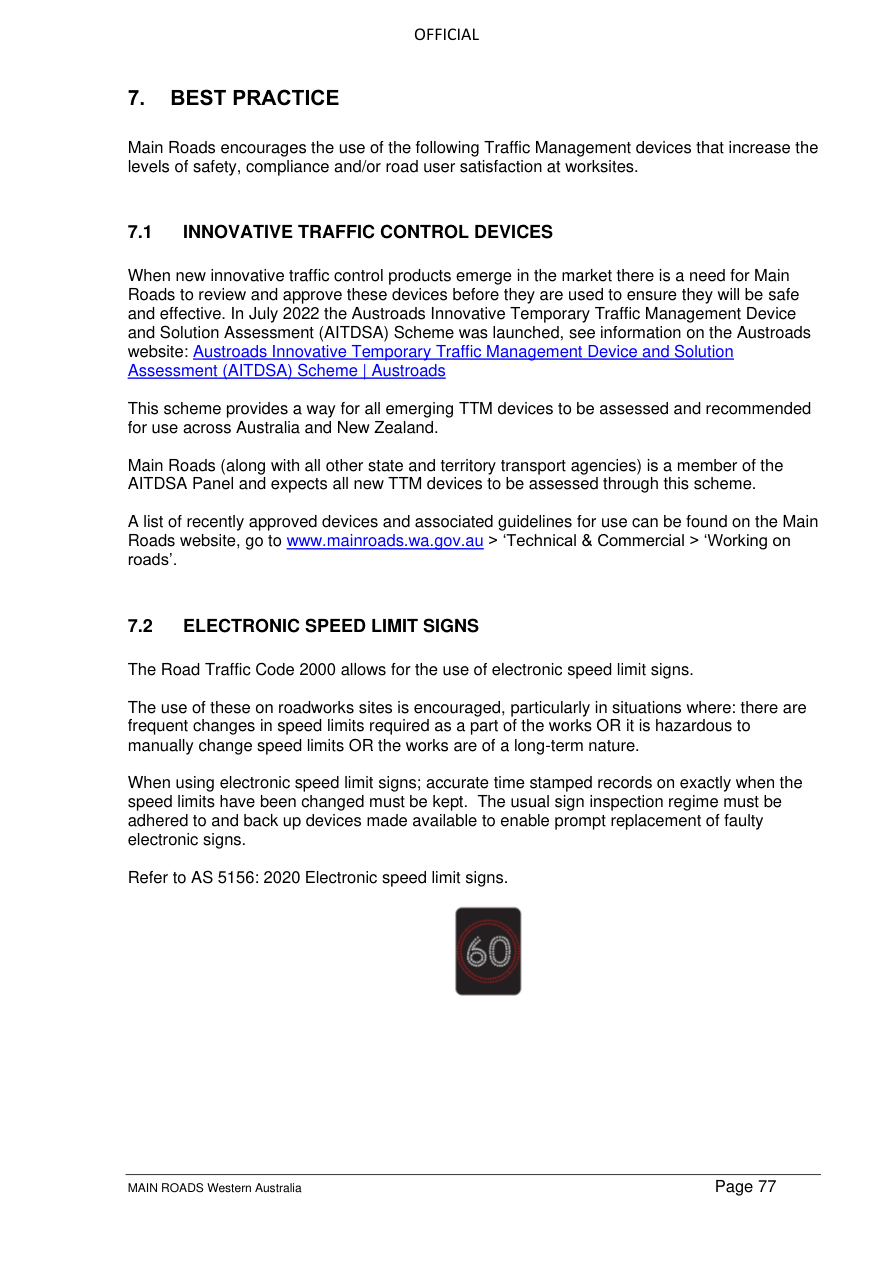 OFFICIAL
7. BEST PRACTICE
Main Roads encourages the use of the following Traffic Management devices that increase the
levels of safety, compliance and/or road user satisfaction at worksites.
7.1 INNOVATIVE TRAFFIC CONTROL DEVICES
When new innovative traffic control products emerge in the market there is a need for Main
Roads to review and approve these devices before they are used to ensure they will be safe
and effective. In July 2022 the Austroads Innovative Temporary Traffic Management Device
and Solution Assessment (AITDSA) Scheme was launched, see information on the Austroads
website: Austroads Innovative Temporary Traffic Management Device and Solution
Assessment (AITDSA) Scheme | Austroads
This scheme provides a way for all emerging TTM devices to be assessed and recommended
for use across Australia and New Zealand.
Main Roads (along with all other state and territory transport agencies) is a member of the
AITDSA Panel and expects all new TTM devices to be assessed through this scheme.
A list of recently approved devices and associated guidelines for use can be found on the Main
Roads website, go to www.mainroads.wa.gov.au > ‘Technical & Commercial > ‘Working on
roads’.
7.2 ELECTRONIC SPEED LIMIT SIGNS
The Road Traffic Code 2000 allows for the use of electronic speed limit signs.
The use of these on roadworks sites is encouraged, particularly in situations where: there are
frequent changes in speed limits required as a part of the works OR it is hazardous to
manually change speed limits OR the works are of a long-term nature.
When using electronic speed limit signs; accurate time stamped records on exactly when the
speed limits have been changed must be kept.  The usual sign inspection regime must be
adhered to and back up devices made available to enable prompt replacement of faulty
electronic signs.
Refer to AS 5156: 2020 Electronic speed limit signs.
60
MAIN ROADS Western Australia Page 77